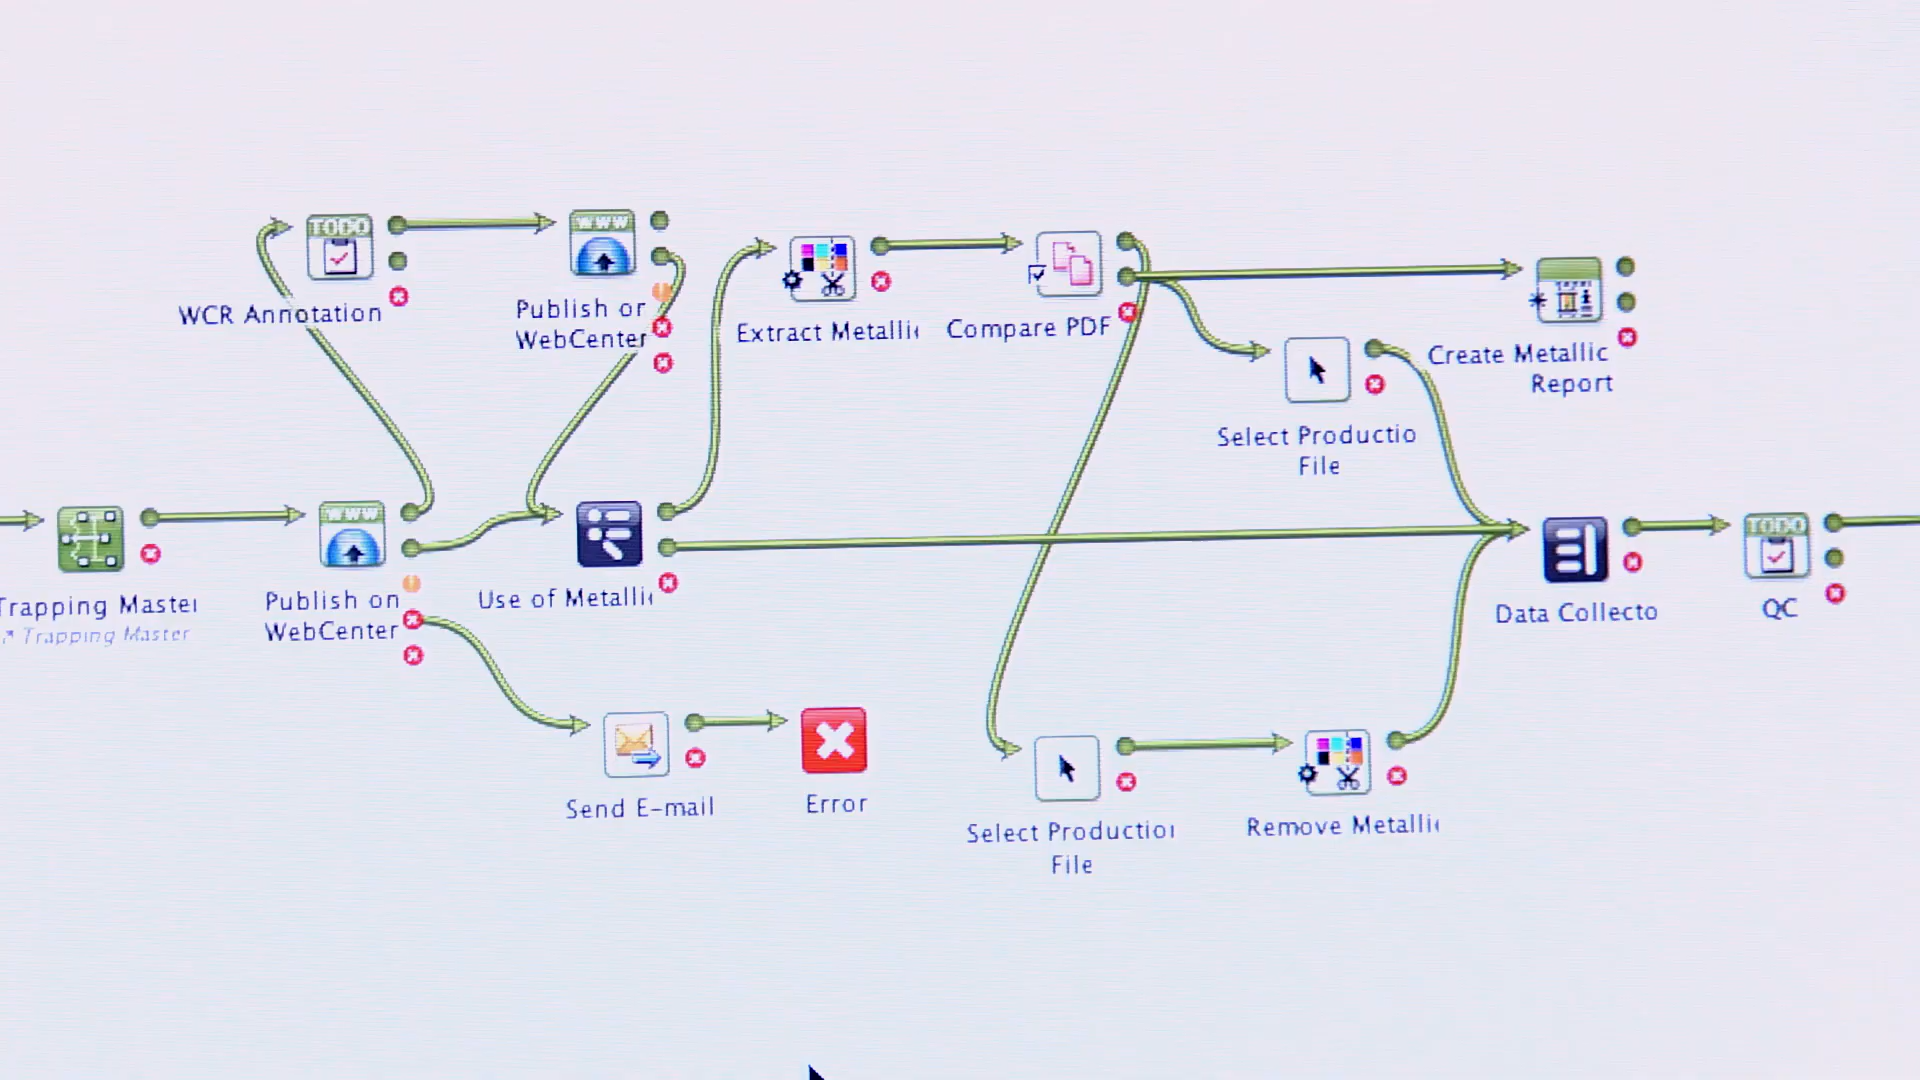 TODO
WCR Annotation
WWW
Publish or
WebCenter
Extract Metallic
Compare PDF
Create Metallic
Report
Select Productio
File
Trapping Master
Trapping Master
WWW
Publish on
WebCenter
Use of Metallic
Data Collecto
TODO
QC
Send E-mail
Error
Select Production
File
Remove Metallic